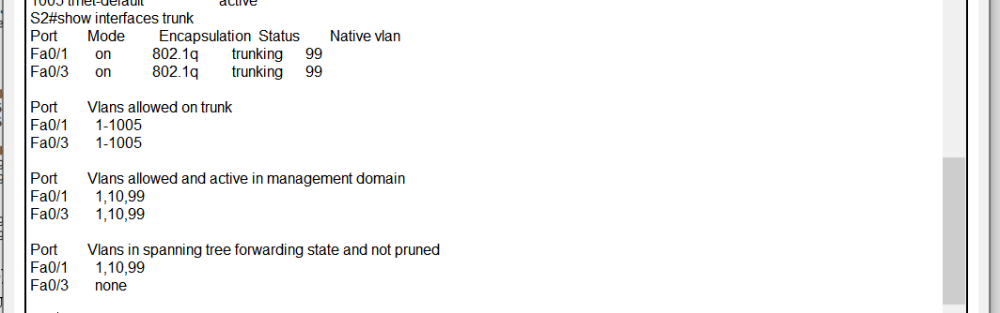 active
S2#show interfaces trunk
Port Mode Encapsulation Status Native vlan
Fa0/1 on 802.1q trunking 99
Fa0/3 on 802.1q trunking 99
Port Vlans allowed on trunk
Fa0/1 1-1005
Fa0/3 1-1005
Port Vlans allowed and active in management domain
Fa0/1 1,10,99
Fa0/3 1,10,99
Port Vlans in spanning tree forwarding state and not pruned
Fa0/1 1,10,99
Fa0/3 none